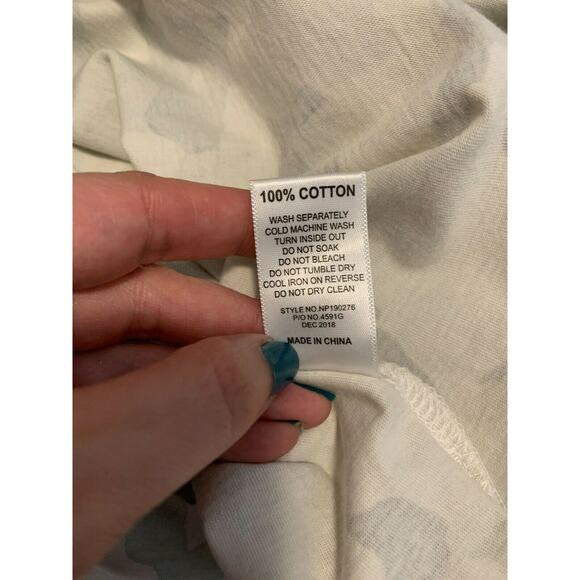 100% COTTON
WASH SEPARATELY
COLD MACHINE WASH
TURN INSIDE OUT
DO NOT SOAK
DO NOT BLEACH
DO NOT TUMBLE DRY
COOL IRON ON REVERSE
DO NOT DRY CLEAN
STYLE NO.NP190276
P/O NO.4591G
DEC 2018
MADE IN CHINA